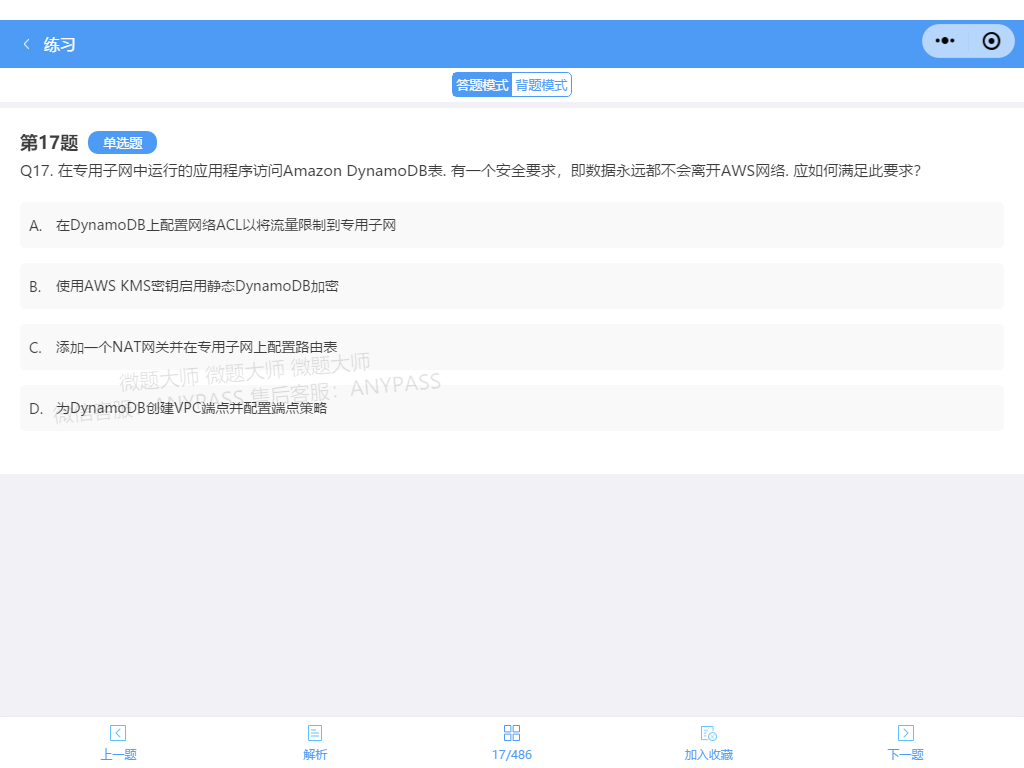 练习
答题模式 背题模式
第17题 单选题
Q17. 在专用子网中运行的应用程序访问Amazon DynamoDB表. 有一个安全要求，即数据永远都不会离开AWS网络. 应如何满足此要求?
A. 在DynamoDB上配置网络ACL以将流量限制到专用子网
B. 使用AWS KMS密钥启用静态DynamoDB加密
C. 添加一个NAT网关并在专用子网上配置路由表
微题大师 微题大师 微题大师
微信客服：ANYPASS 售后客服：ANYPASS
D. 为DynamoDB创建VPC端点并配置端点策略
上一题 解析 17/486 加入收藏 下一题